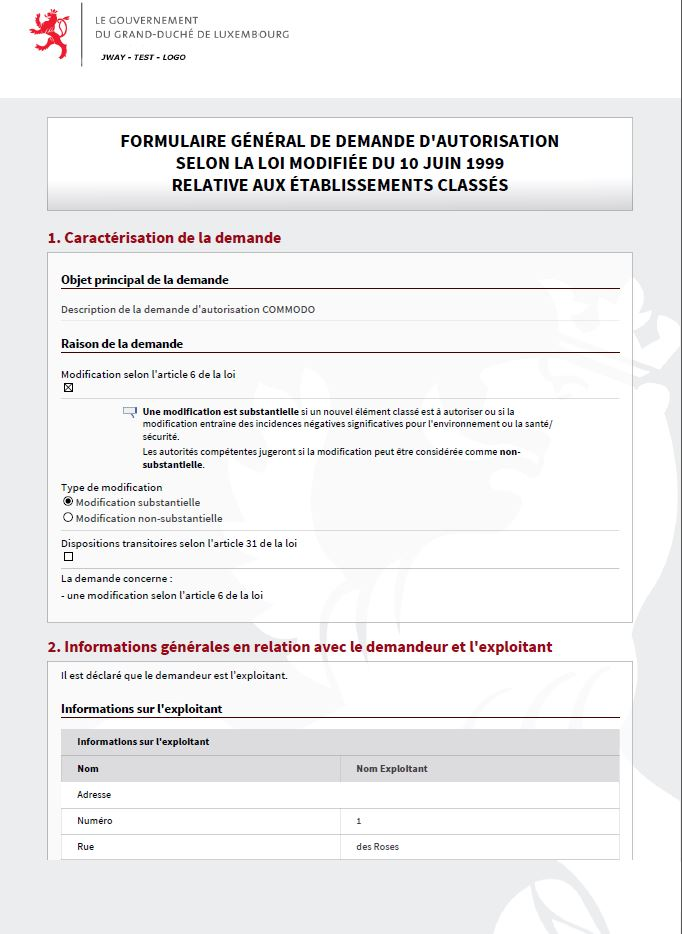 LE GOUVERNEMENT
DU GRAND-DUCHÉ DE LUXEMBOURG
JWAY - TEST - LOGO
FORMULAIRE GÉNÉRAL DE DEMANDE D'AUTORISATION
SELON LA LOI MODIFIÉE DU 10 JUIN 1999
RELATIVE AUX ÉTABLISSEMENTS CLASSÉS
1. Caractérisation de la demande
Objet principal de la demande
Description de la demande d'autorisation COMMODO
Raison de la demande
Modification selon l'article 6 de la loi
Une modification est substantielle si un nouvel élément classé est à autoriser ou si la
modification entraîne des incidences négatives significatives pour l'environnement ou la santé/
sécurité.
Les autorités compétentes jugeront si la modification peut être considérée comme non-
substantielle.
Type de modification
Modification substantielle
Modification non-substantielle
Dispositions transitoires selon l'article 31 de la loi
La demande concerne :
- une modification selon l'article 6 de la loi
2. Informations générales en relation avec le demandeur et l'exploitant
Il est déclaré que le demandeur est l'exploitant.
Informations sur l'exploitant
Informations sur l'exploitant
Nom Nom Exploitant
Adresse
Numéro 1
Rue des Roses